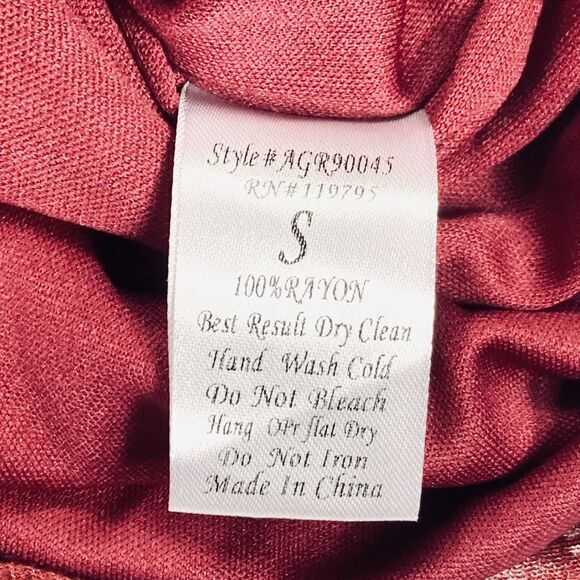 Style#AGR90045
RN#119795
S
100%RAYON
Best Result Dry Clean
Hand Wash Cold
Do Not Bleach
Hang OPr flat Dry
Do Not Iron
Made In China